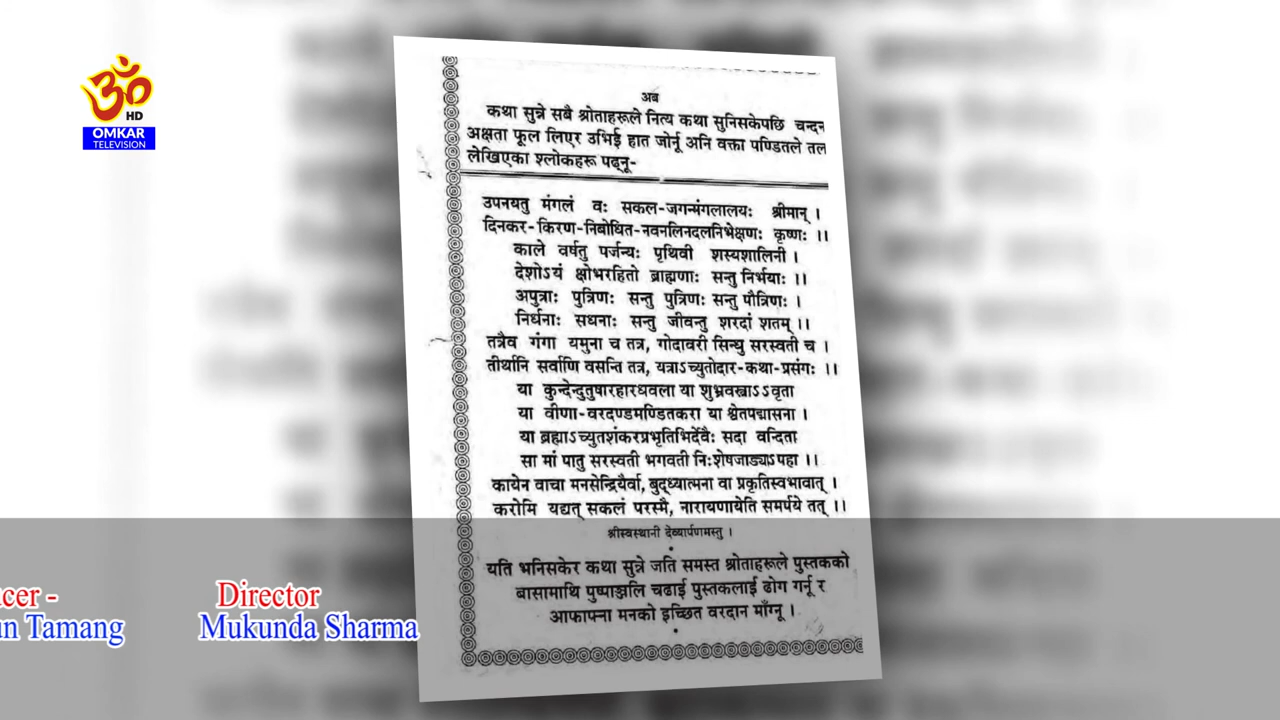 ॐ
HD
OMKAR
TELEVISION
अब
कथा सुन्ने सबै श्रोताहरूले नित्य कथा सुनिसकेपछि चन्दन
अक्षता फूल लिएर उभिई हात जोर्नू अनि वक्ता पण्डितले तल
लेखिएका श्लोकहरू पढ्नू-
उपनयतु मंगलं वः सकल-जगन्मंगलालयः श्रीमान् ।
दिनकर-किरण-निबोधित-नवनलिनदलनिभेक्षणः कृष्णः ।।
काले वर्षतु पर्जन्यः पृथिवी शस्यशालिनी ।
देशोऽयं क्षोभरहितो ब्राह्मणाः सन्तु निर्भयाः ।।
अपुत्राः पुत्रिणः सन्तु पुत्रिणः सन्तु पौत्रिणः ।
निर्धनाः सधनाः सन्तु जीवन्तु शरदां शतम् ।।
तत्रैव गंगा यमुना च तत्र, गोदावरी सिन्धु सरस्वती च ।
तीर्थानि सर्वाणि वसन्ति तत्र, यत्राऽच्युतोदार-कथा-प्रसंगः ।।
या कुन्देन्दुतुषारहारधवला या शुभ्रवस्त्राऽऽवृता
या वीणा-वरदण्डमण्डितकरा या श्वेतपद्मासना ।
या ब्रह्माऽच्युतशंकरप्रभृतिभिर्देवैः सदा वन्दिता
सा मां पातु सरस्वती भगवती निःशेषजाड्याऽपहा ।।
कायेन वाचा मनसेन्द्रियैर्वा, बुद्ध्यात्मना वा प्रकृतिस्वभावात् ।
करोमि यद्यत् सकलं परस्मै, नारायणायेति समर्पये तत् ।।
श्रीस्वस्थानी देव्यार्पणमस्तु ।
यति भनिसकेर कथा सुन्ने जति समस्त श्रोताहरूले पुस्तकको
बासामाथि पुष्पाञ्जलि चढाई पुस्तकलाई ढोग गर्नू र
आफाफ्ना मनको इच्छित वरदान माँग्नू ।
cer -
Director
n Tamang
Mukunda Sharma